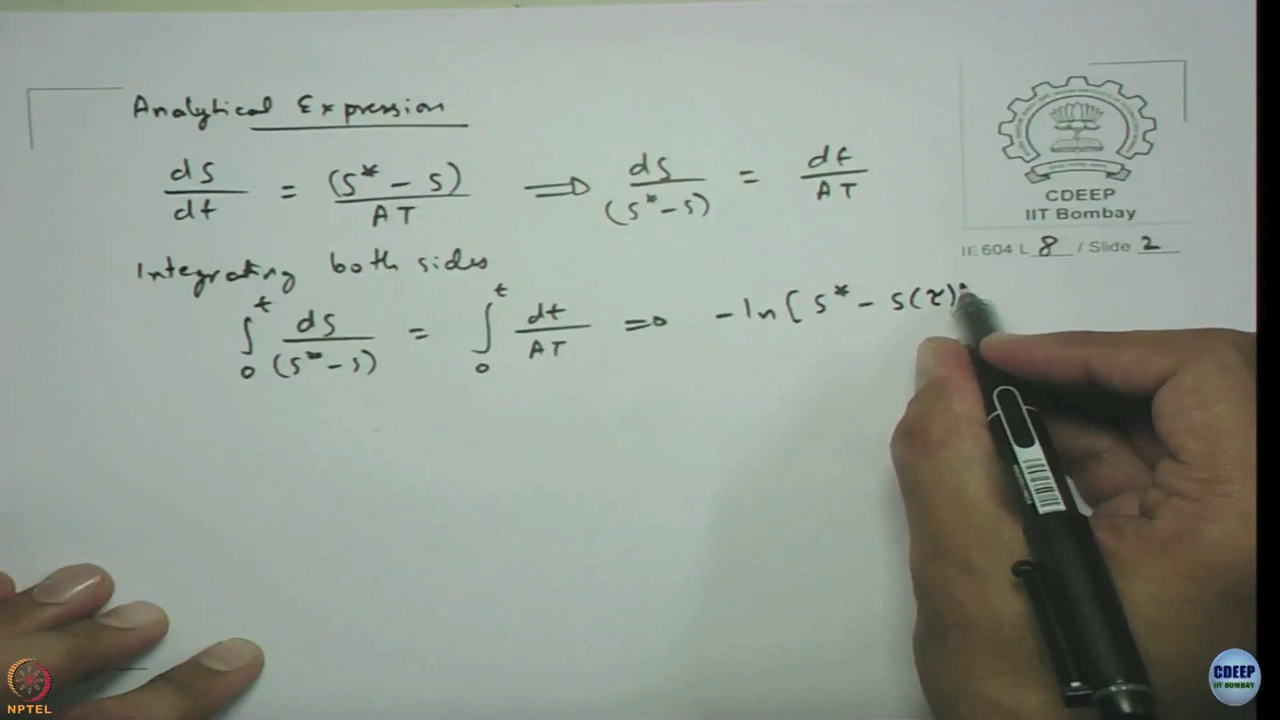 Analytical Expression
dS/dt = (S* - S)/AT ⟹ dS/(S* - S) = dt/AT
CDEEP
IIT Bombay
IE 604 L 8 / Slide 2
Integrating both sides
∫₀ᵗ dS/(S* - S) = ∫₀ᵗ dt/AT ⟹ -ln[S* - S(τ)
NPTEL
CDEEP
IIT BOMBAY